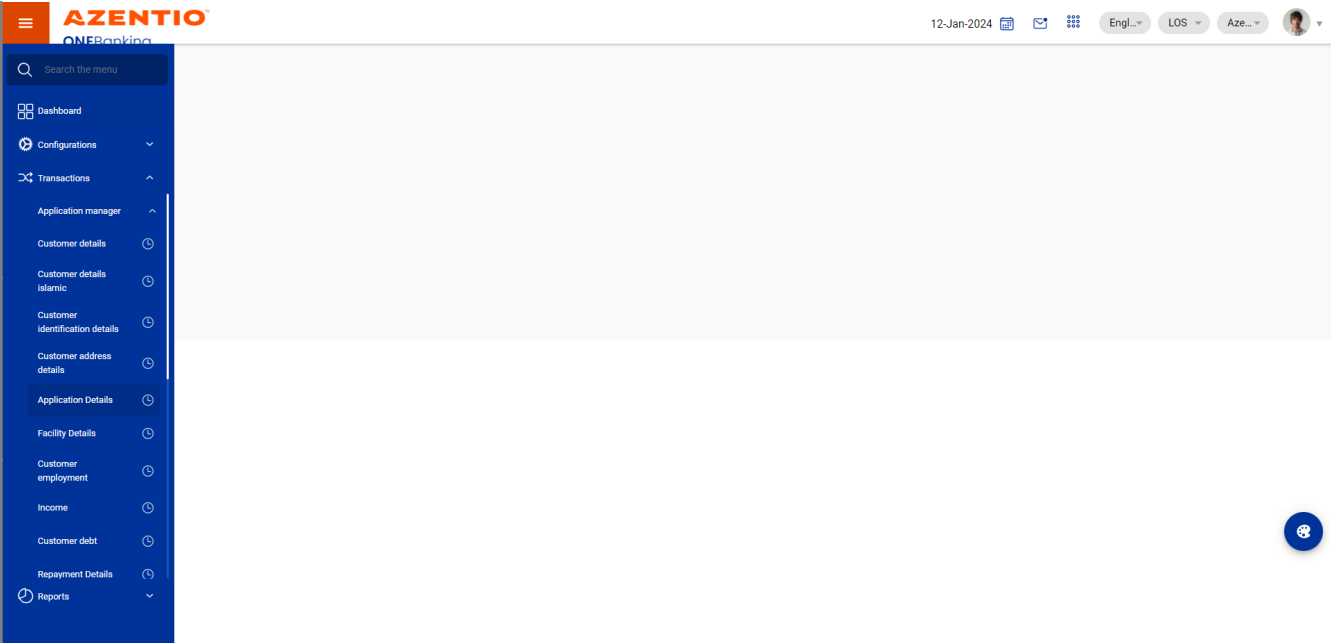 AZENTIO™
ONEBanking
12-Jan-2024
Engl...
LOS
Aze...
Search the menu
Dashboard
Configurations
Transactions
Application manager
Customer details
Customer details
islamic
Customer
identification details
Customer address
details
Application Details
Facility Details
Customer
employment
Income
Customer debt
Repayment Details
Reports